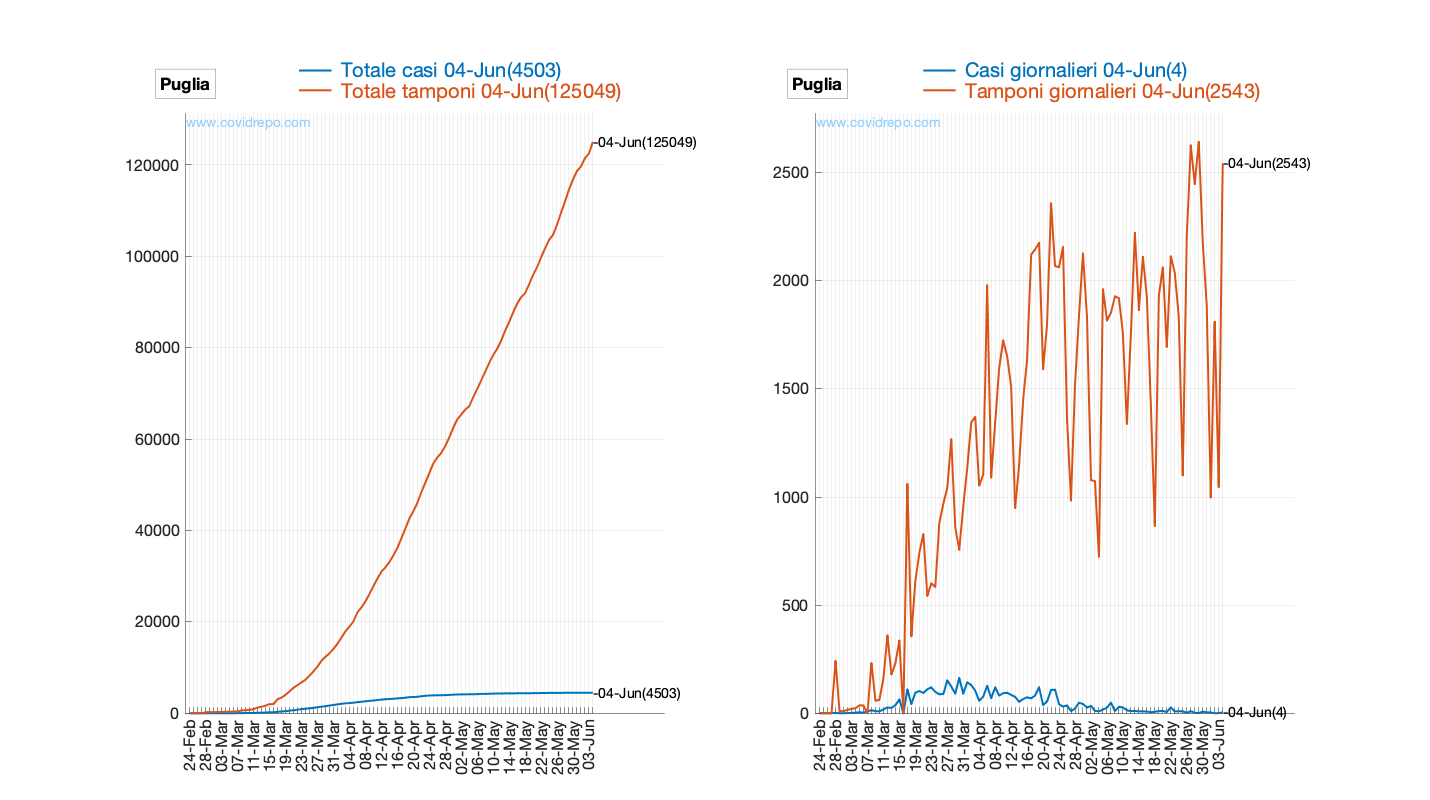 Puglia
Totale casi 04-Jun(4503)
Totale tamponi 04-Jun(125049)
www.covidrepo.com
04-Jun(125049)
120000
100000
80000
60000
40000
20000
0
04-Jun(4503)
24-Feb
28-Feb
03-Mar
07-Mar
11-Mar
15-Mar
19-Mar
23-Mar
27-Mar
31-Mar
04-Apr
08-Apr
12-Apr
16-Apr
20-Apr
24-Apr
28-Apr
02-May
06-May
10-May
14-May
18-May
22-May
26-May
30-May
03-Jun
Puglia
Casi giornalieri 04-Jun(4)
Tamponi giornalieri 04-Jun(2543)
www.covidrepo.com
04-Jun(2543)
2500
2000
1500
1000
500
0
04-Jun(4)
24-Feb
28-Feb
03-Mar
07-Mar
11-Mar
15-Mar
19-Mar
23-Mar
27-Mar
31-Mar
04-Apr
08-Apr
12-Apr
16-Apr
20-Apr
24-Apr
28-Apr
02-May
06-May
10-May
14-May
18-May
22-May
26-May
30-May
03-Jun